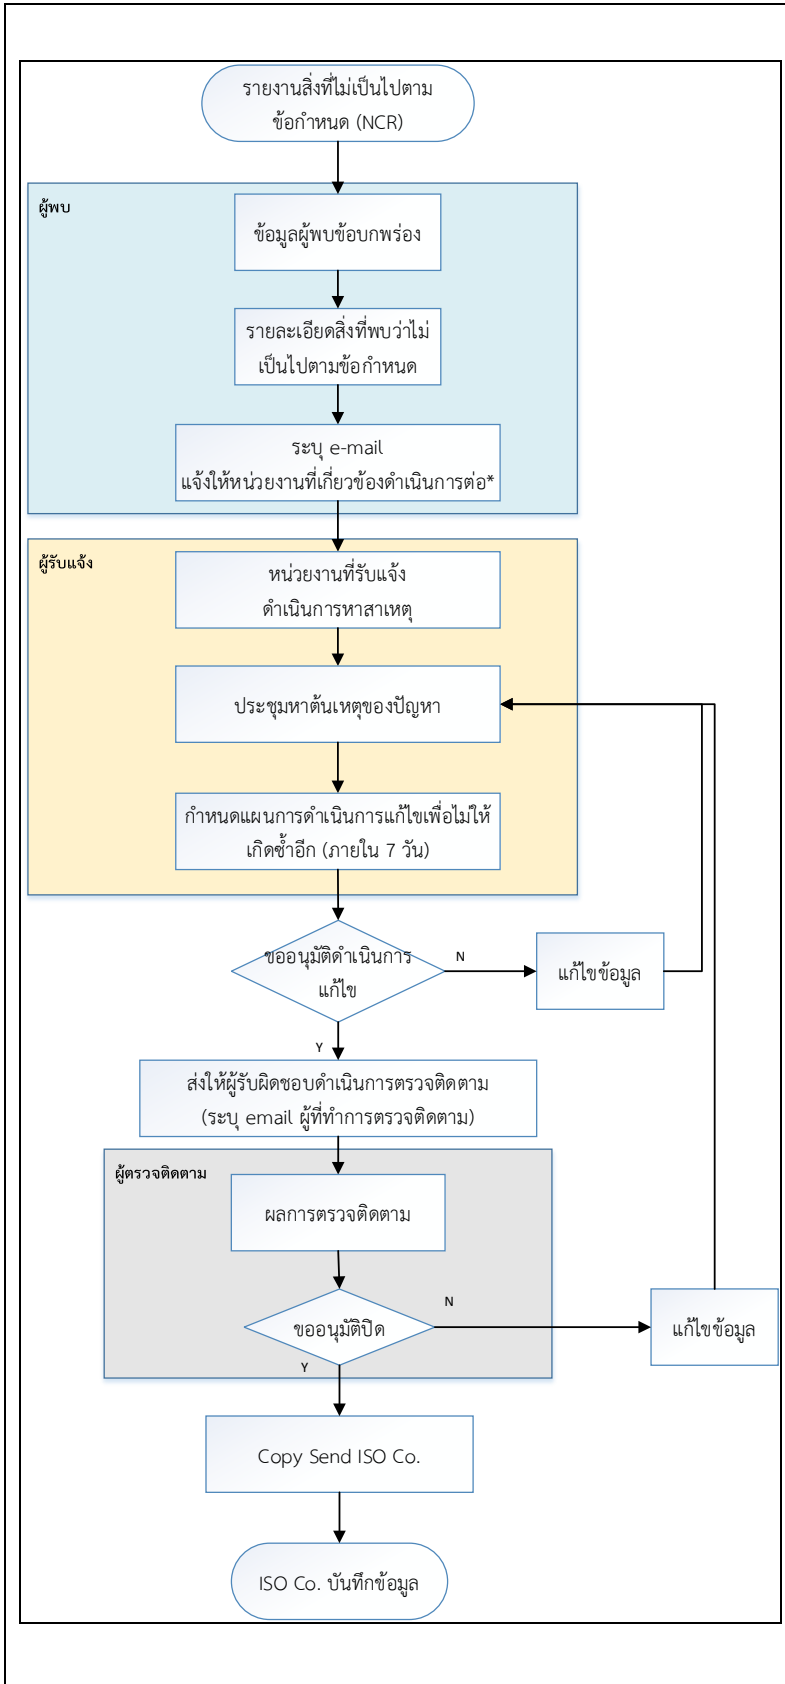 รายงานสิ่งที่ไม่เป็นไปตาม
ข้อกำหนด (NCR)
ผู้พบ
ข้อมูลผู้พบข้อบกพร่อง
รายละเอียดสิ่งที่พบว่าไม่
เป็นไปตามข้อกำหนด
ระบุ e-mail
แจ้งให้หน่วยงานที่เกี่ยวข้องดำเนินการต่อ*
ผู้รับแจ้ง
หน่วยงานที่รับแจ้ง
ดำเนินการหาสาเหตุ
ประชุมหาต้นเหตุของปัญหา
กำหนดแผนการดำเนินการแก้ไขเพื่อไม่ให้
เกิดซ้ำอีก (ภายใน 7 วัน)
ขออนุมัติดำเนินการ
แก้ไข
N
แก้ไขข้อมูล
Y
ส่งให้ผู้รับผิดชอบดำเนินการตรวจติดตาม
(ระบุ email ผู้ที่ทำการตรวจติดตาม)
ผู้ตรวจติดตาม
ผลการตรวจติดตาม
ขออนุมัติปิด
N
แก้ไขข้อมูล
Y
Copy Send ISO Co.
ISO Co. บันทึกข้อมูล